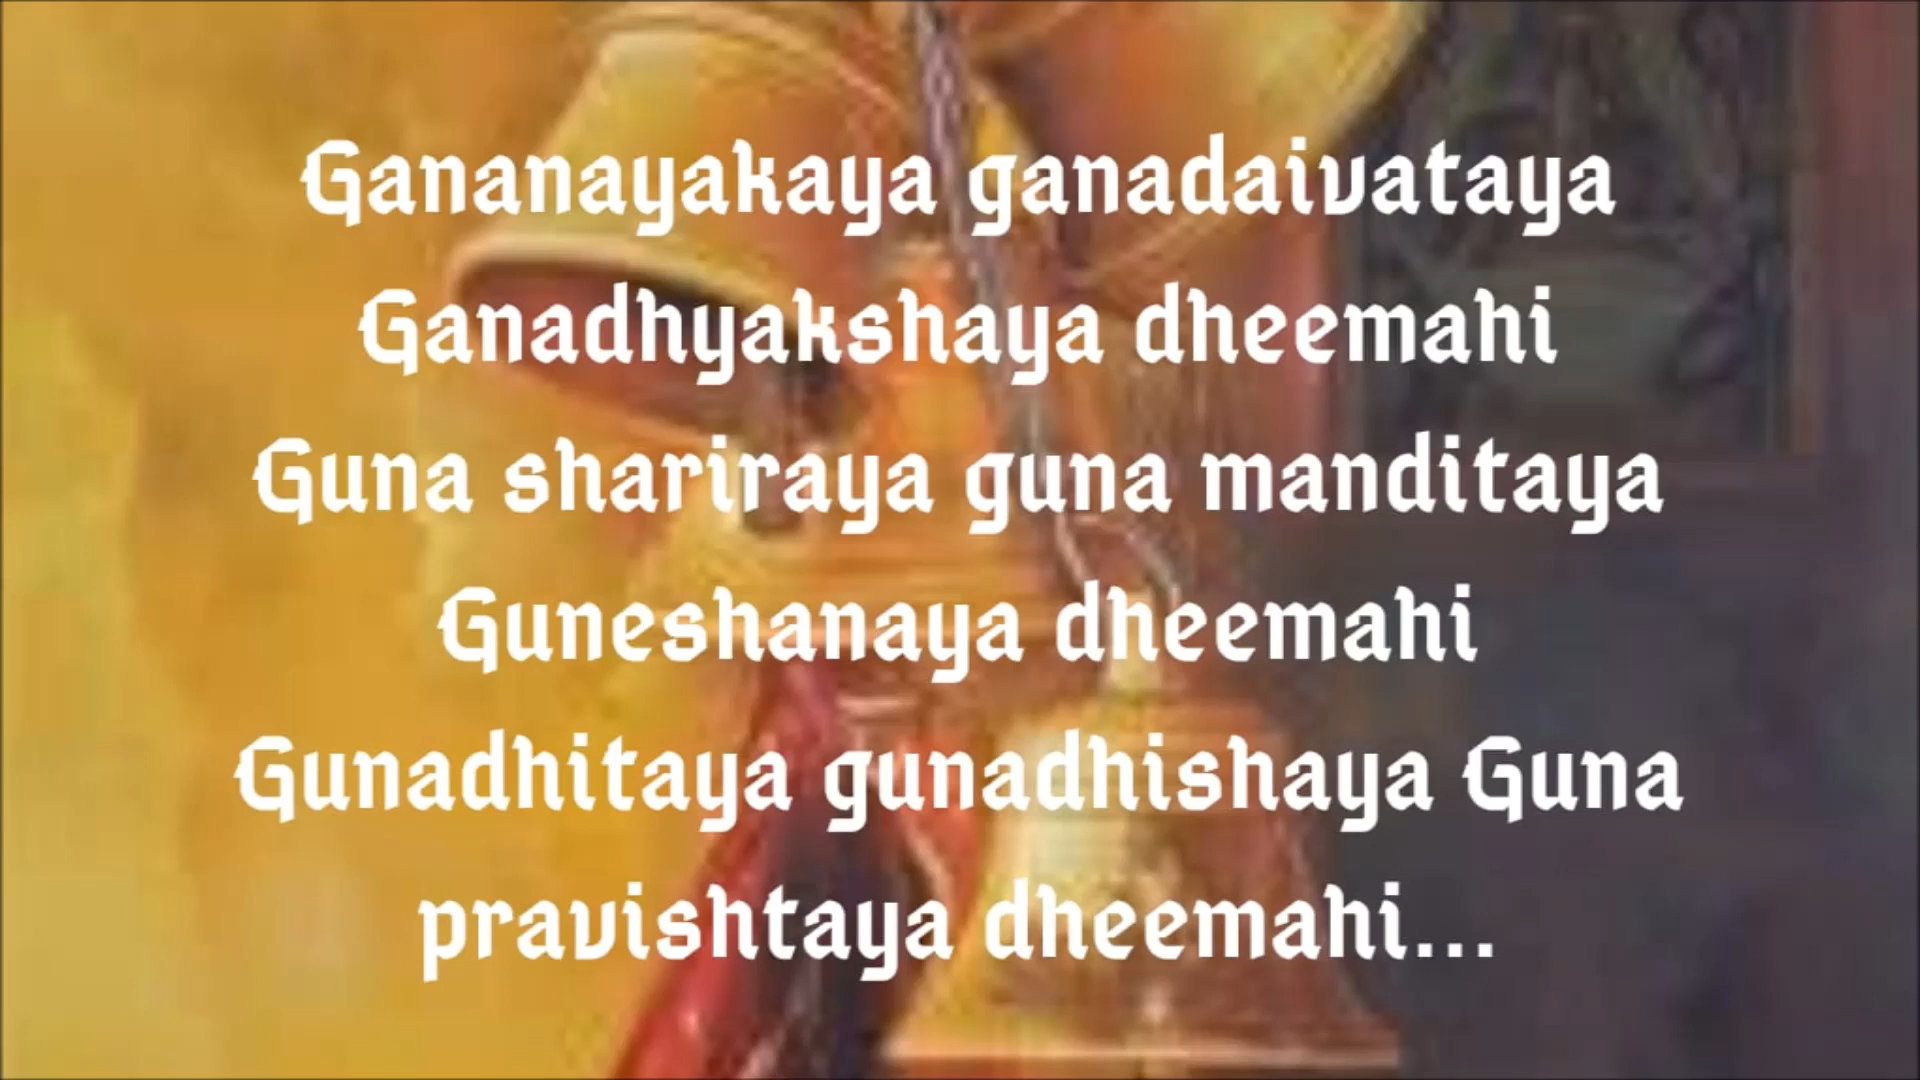 Gananayakaya ganadaivataya
Ganadhyakshaya dheemahi
Guna shariraya guna manditaya
Guneshanaya dheemahi
Gunadhitaya gunadhishaya Guna
pravishtaya dheemahi...